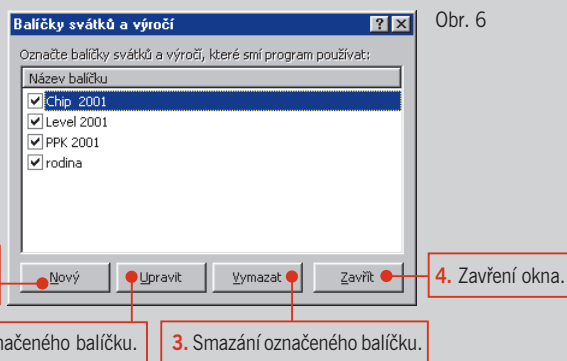 Balíčky svátků a výročí
Obr. 6
Označte balíčky svátků a výročí, které smí program používat:
Název balíčku
Chip 2001
Level 2001
PPK 2001
rodina
Nový Upravit Vymazat Zavřít
4. Zavření okna.
balíčku.
3. Smazání označeného balíčku.